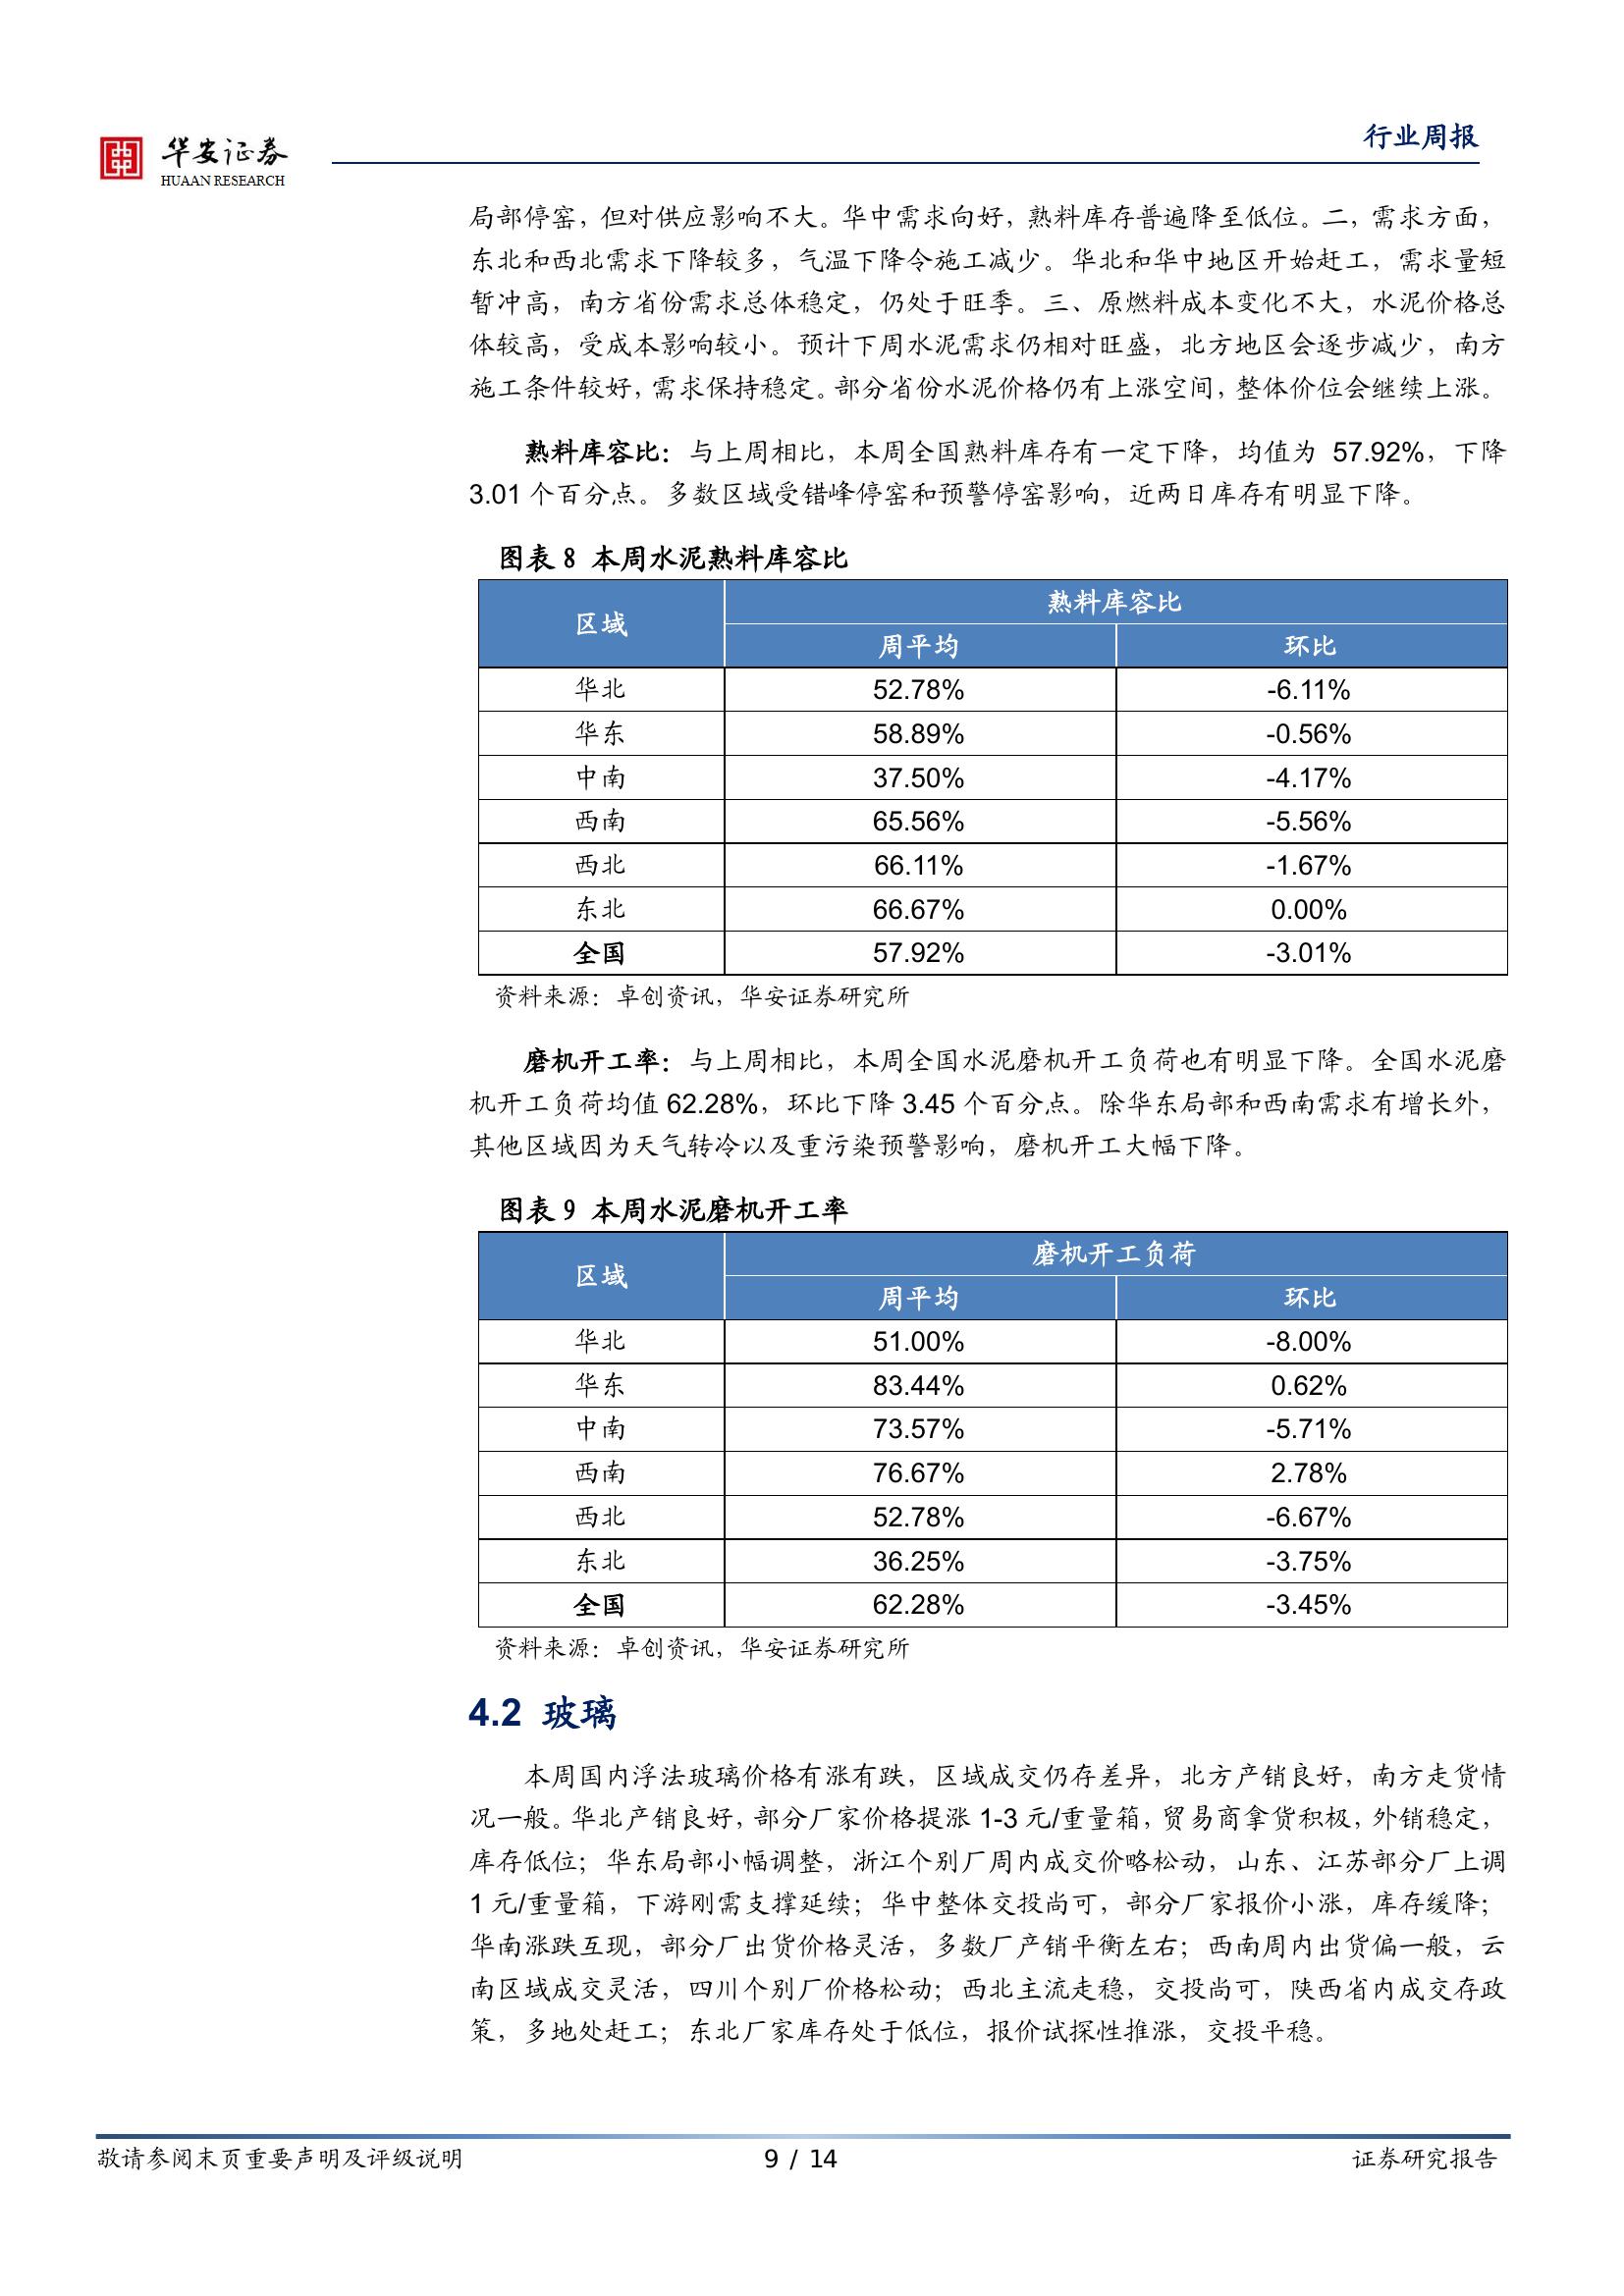 华安证券
HUAAN RESEARCH
行业周报
局部停窑，但对供应影响不大。华中需求向好，熟料库存普遍降至低位。二，需求方面，
东北和西北需求下降较多，气温下降令施工减少。华北和华中地区开始赶工，需求量短
暂冲高，南方省份需求总体稳定，仍处于旺季。三、原燃料成本变化不大，水泥价格总
体较高，受成本影响较小。预计下周水泥需求仍相对旺盛，北方地区会逐步减少，南方
施工条件较好，需求保持稳定。部分省份水泥价格仍有上涨空间，整体价位会继续上涨。
熟料库容比：与上周相比，本周全国熟料库存有一定下降，均值为 57.92%，下降
3.01 个百分点。多数区域受错峰停窑和预警停窑影响，近两日库存有明显下降。
图表 8 本周水泥熟料库容比
区域 熟料库容比
周平均 环比
华北 52.78% -6.11%
华东 58.89% -0.56%
中南 37.50% -4.17%
西南 65.56% -5.56%
西北 66.11% -1.67%
东北 66.67% 0.00%
全国 57.92% -3.01%
资料来源：卓创资讯，华安证券研究所
磨机开工率：与上周相比，本周全国水泥磨机开工负荷也有明显下降。全国水泥磨
机开工负荷均值 62.28%，环比下降 3.45 个百分点。除华东局部和西南需求有增长外，
其他区域因为天气转冷以及重污染预警影响，磨机开工大幅下降。
图表 9 本周水泥磨机开工率
区域 磨机开工负荷
周平均 环比
华北 51.00% -8.00%
华东 83.44% 0.62%
中南 73.57% -5.71%
西南 76.67% 2.78%
西北 52.78% -6.67%
东北 36.25% -3.75%
全国 62.28% -3.45%
资料来源：卓创资讯，华安证券研究所
4.2 玻璃
本周国内浮法玻璃价格有涨有跌，区域成交仍存差异，北方产销良好，南方走货情
况一般。华北产销良好，部分厂家价格提涨 1-3 元/重量箱，贸易商拿货积极，外销稳定，
库存低位；华东局部小幅调整，浙江个别厂周内成交价略松动，山东、江苏部分厂上调
1 元/重量箱，下游刚需支撑延续；华中整体交投尚可，部分厂家报价小涨，库存缓降；
华南涨跌互现，部分厂出货价格灵活，多数厂产销平衡左右；西南周内出货偏一般，云
南区域成交灵活，四川个别厂价格松动；西北主流走稳，交投尚可，陕西省内成交存政
策，多地处赶工；东北厂家库存处于低位，报价试探性推涨，交投平稳。
敬请参阅末页重要声明及评级说明 9 / 14 证券研究报告